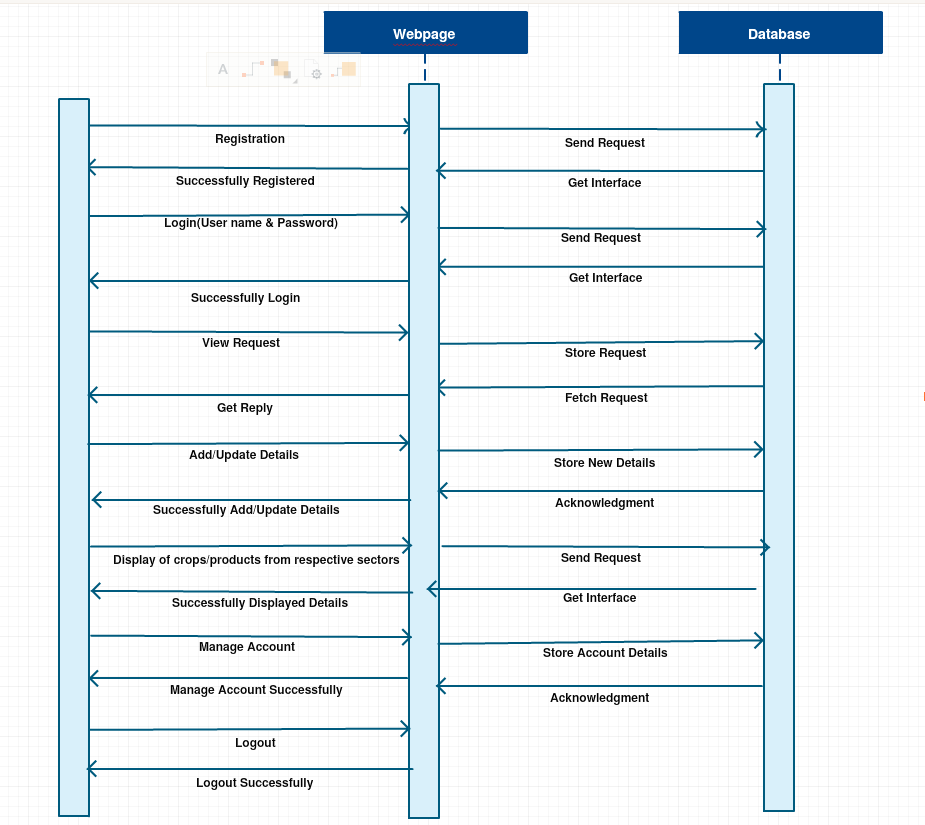 Webpage
Database
A
Registration
Send Request
Successfully Registered
Get Interface
Login(User name & Password)
Send Request
Get Interface
Successfully Login
View Request
Store Request
Fetch Request
Get Reply
Add/Update Details
Store New Details
Acknowledgment
Successfully Add/Update Details
Display of crops/products from respective sectors
Send Request
Get Interface
Successfully Displayed Details
Manage Account
Store Account Details
Manage Account Successfully
Acknowledgment
Logout
Logout Successfully